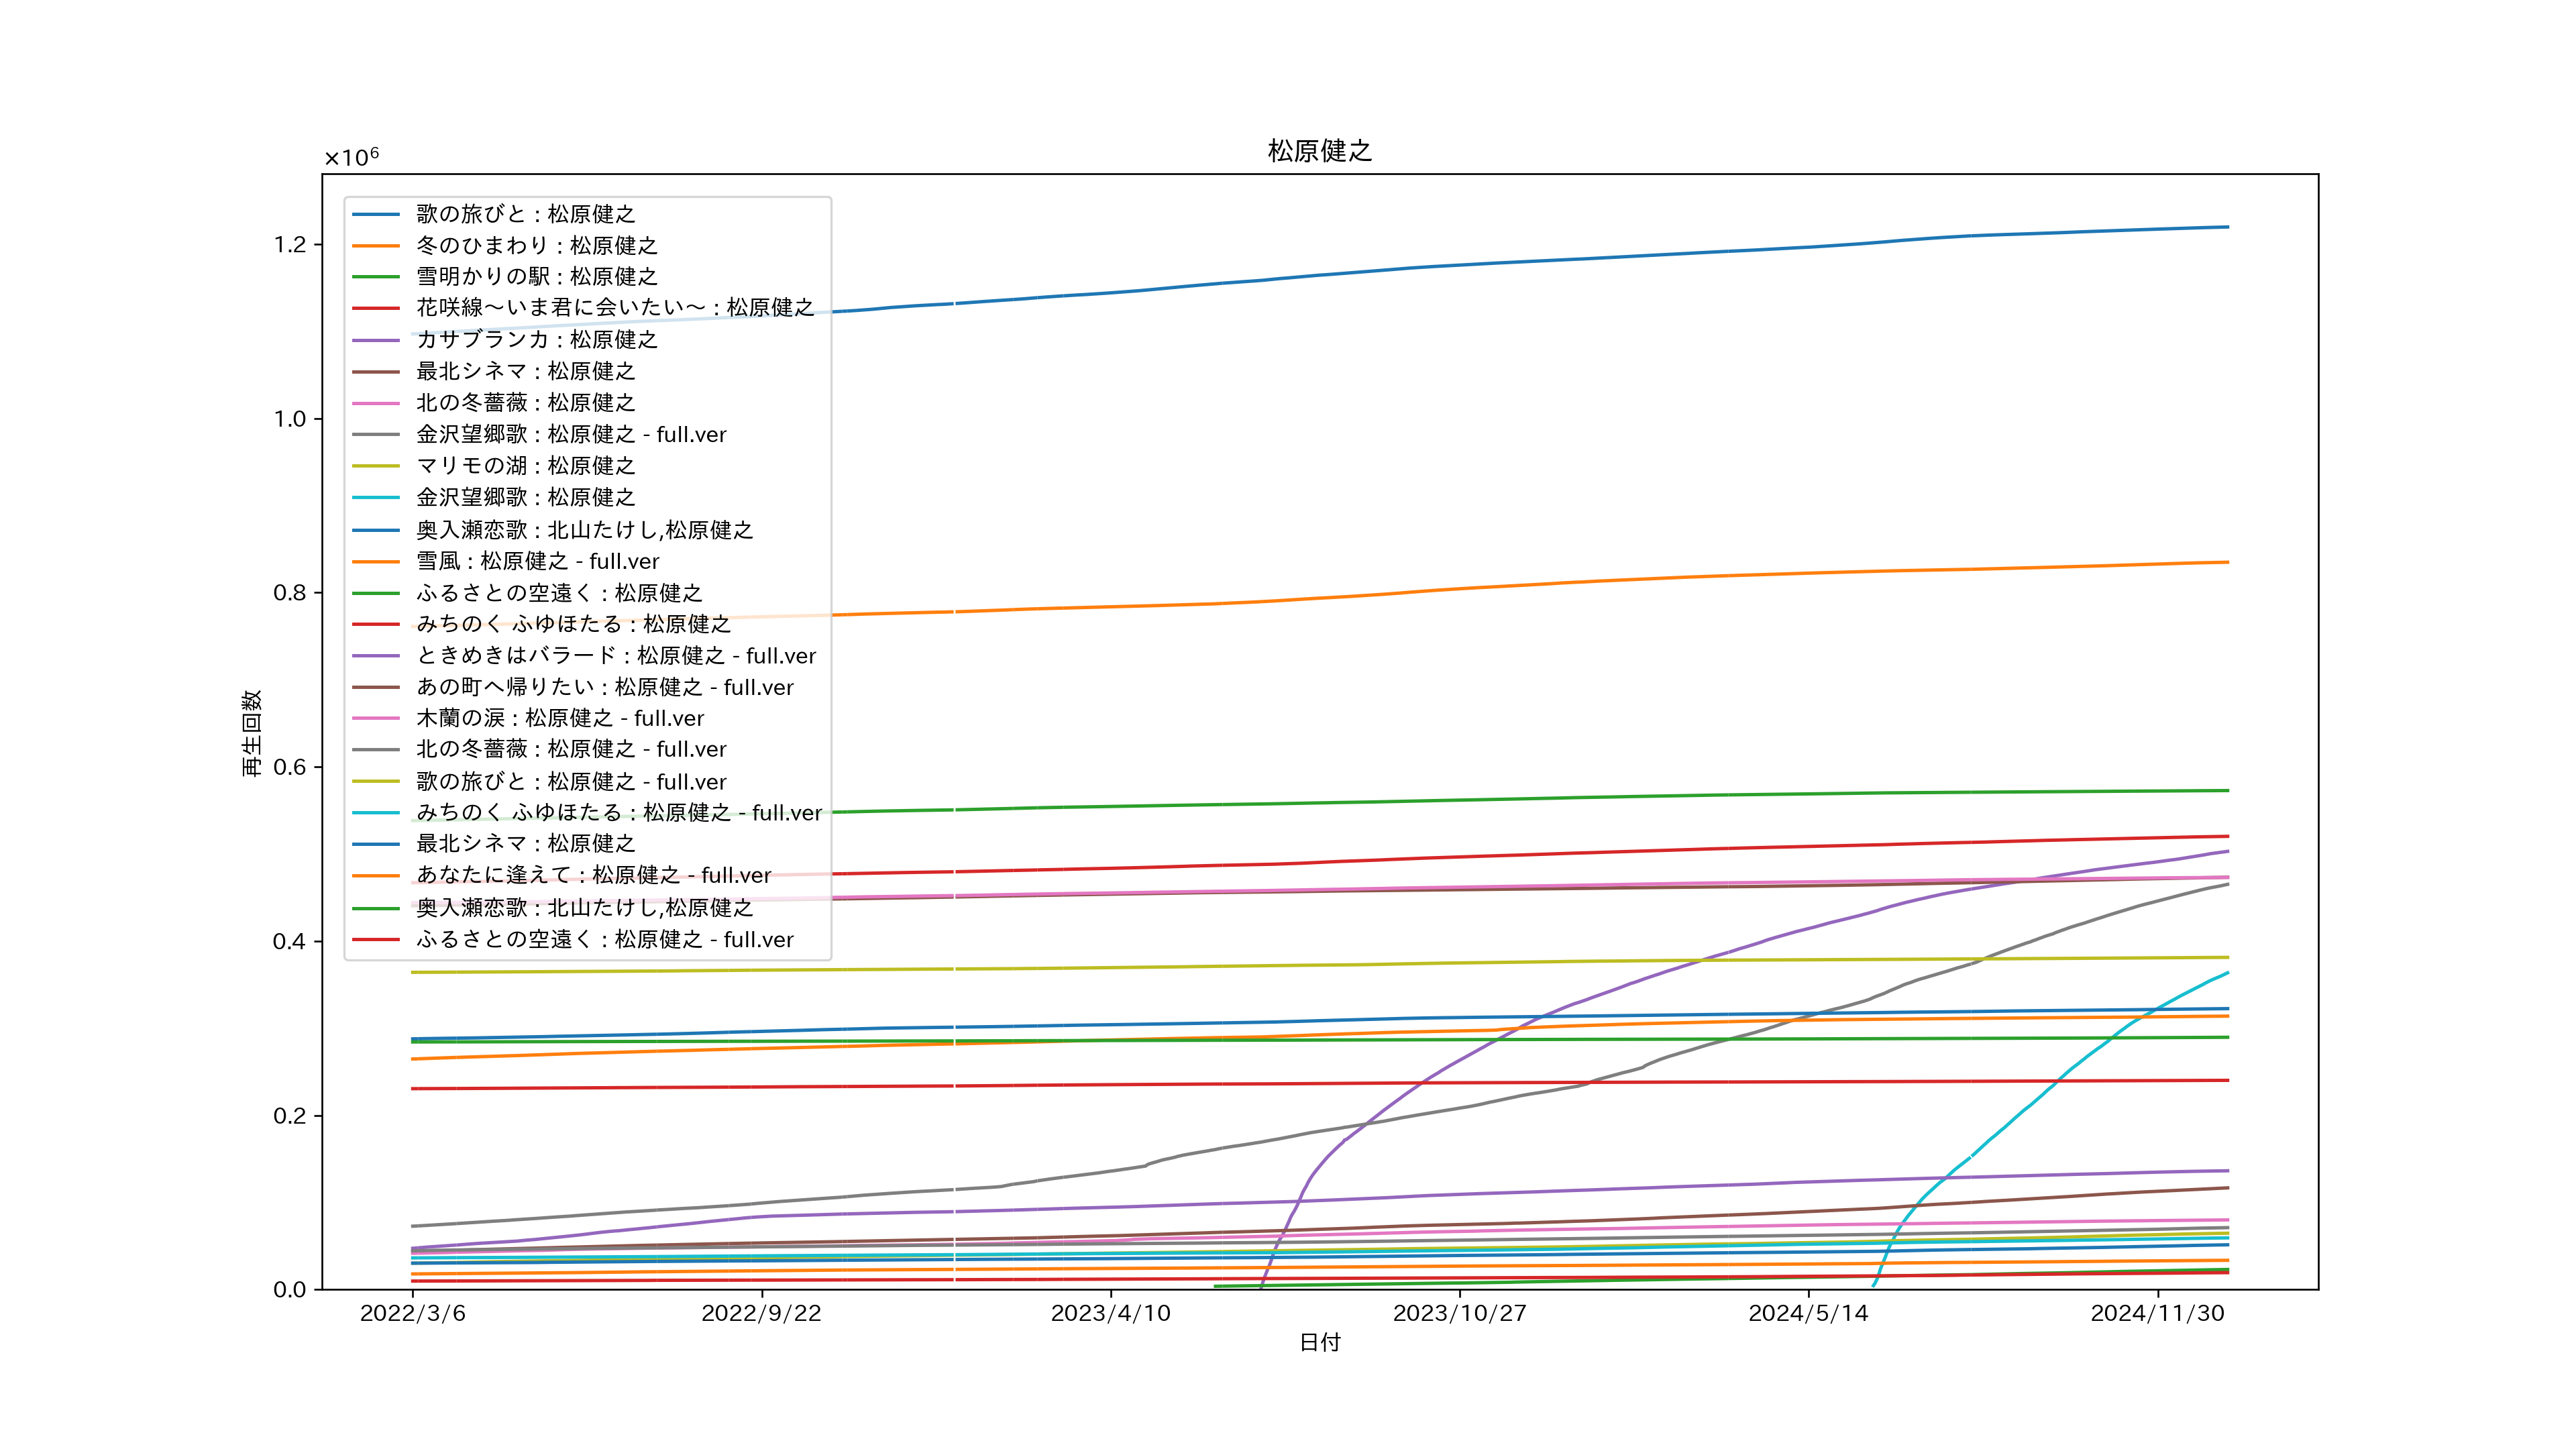 松原健之
×10⁶
1.2
1.0
0.8
0.6
0.4
0.2
0.0
再生回数
歌の旅びと : 松原健之
冬のひまわり : 松原健之
雪明かりの駅 : 松原健之
花咲線〜いま君に会いたい〜 : 松原健之
カサブランカ : 松原健之
最北シネマ : 松原健之
北の冬薔薇 : 松原健之
金沢望郷歌 : 松原健之 - full.ver
マリモの湖 : 松原健之
金沢望郷歌 : 松原健之
奥入瀬恋歌 : 北山たけし,松原健之
雪風 : 松原健之 - full.ver
ふるさとの空遠く : 松原健之
みちのく ふゆほたる : 松原健之
ときめきはバラード : 松原健之 - full.ver
あの町へ帰りたい : 松原健之 - full.ver
木蘭の涙 : 松原健之 - full.ver
北の冬薔薇 : 松原健之 - full.ver
歌の旅びと : 松原健之 - full.ver
みちのく ふゆほたる : 松原健之 - full.ver
最北シネマ : 松原健之
あなたに逢えて : 松原健之 - full.ver
奥入瀬恋歌 : 北山たけし,松原健之
ふるさとの空遠く : 松原健之 - full.ver
2022/3/6 2022/9/22 2023/4/10 2023/10/27 2024/5/14 2024/11/30
日付